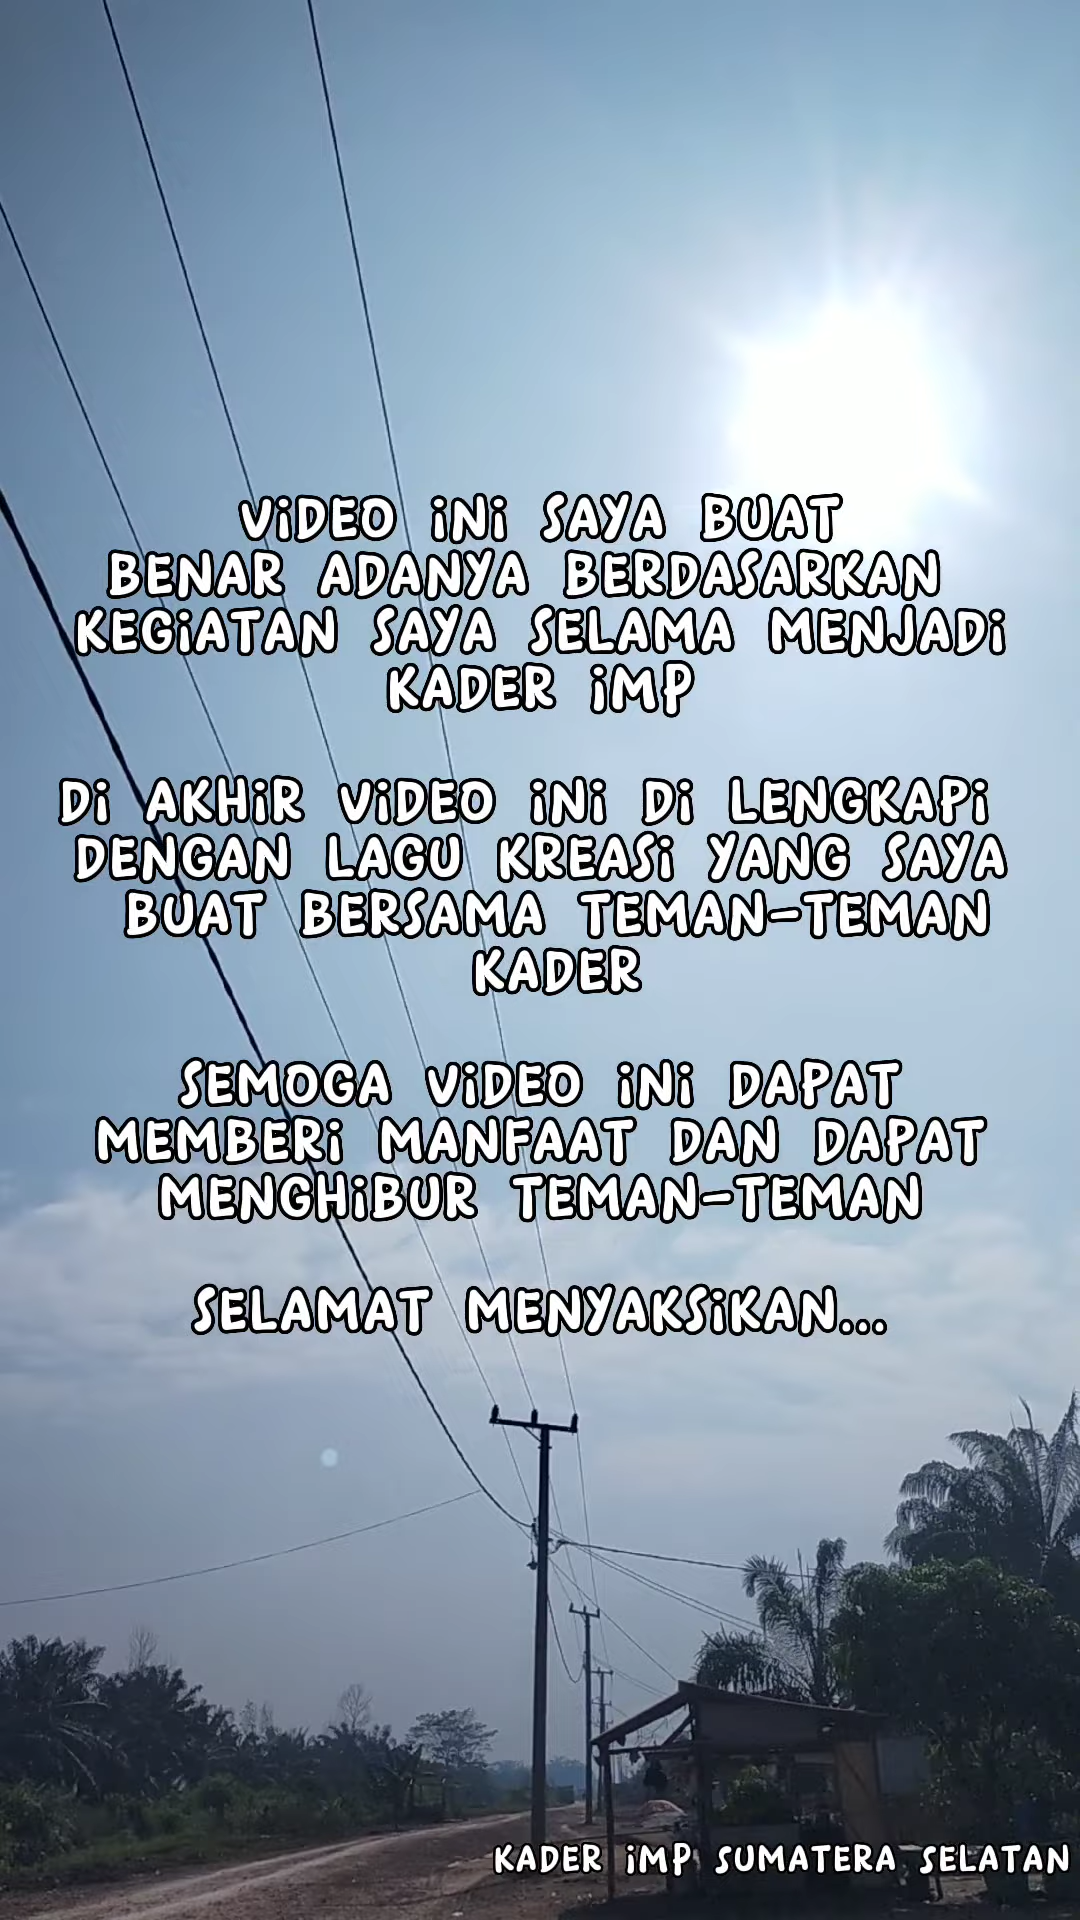 ViDEO iNi SAYA BUAT
BENAR ADANYA BERDASARKAN
KEGiATAN SAYA SELAMA MENJADi
KADER iMP
Di AKHiR ViDEO iNi Di LENGKAPi
DENGAN LAGU KREASi YANG SAYA
BUAT BERSAMA TEMAN-TEMAN
KADER
SEMOGA ViDEO iNi DAPAT
MEMBERi MANFAAT DAN DAPAT
MENGHiBUR TEMAN-TEMAN
SELAMAT MENYAKSiKAN...
KADER iMP SUMATERA SELATAN